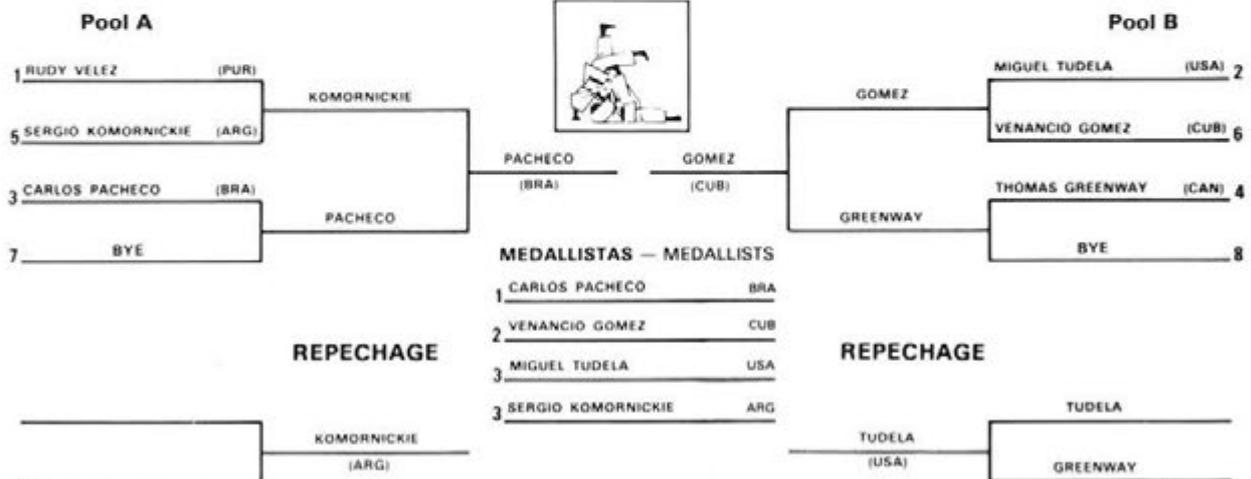 Pool A
Pool B
1 RUDY VELEZ (PUR)
KOMORNICKIE
5 SERGIO KOMORNICKIE (ARG)
PACHECO
(BRA)
3 CARLOS PACHECO (BRA)
PACHECO
7 BYE
MIGUEL TUDELA (USA) 2
GOMEZ
VENANCIO GOMEZ (CUB) 6
GOMEZ
(CUB)
THOMAS GREENWAY (CAN) 4
GREENWAY
BYE 8
MEDALLISTAS — MEDALLISTS
1 CARLOS PACHECO BRA
2 VENANCIO GOMEZ CUB
3 MIGUEL TUDELA USA
3 SERGIO KOMORNICKIE ARG
REPECHAGE
KOMORNICKIE
(ARG)
REPECHAGE
TUDELA
TUDELA
(USA)
GREENWAY